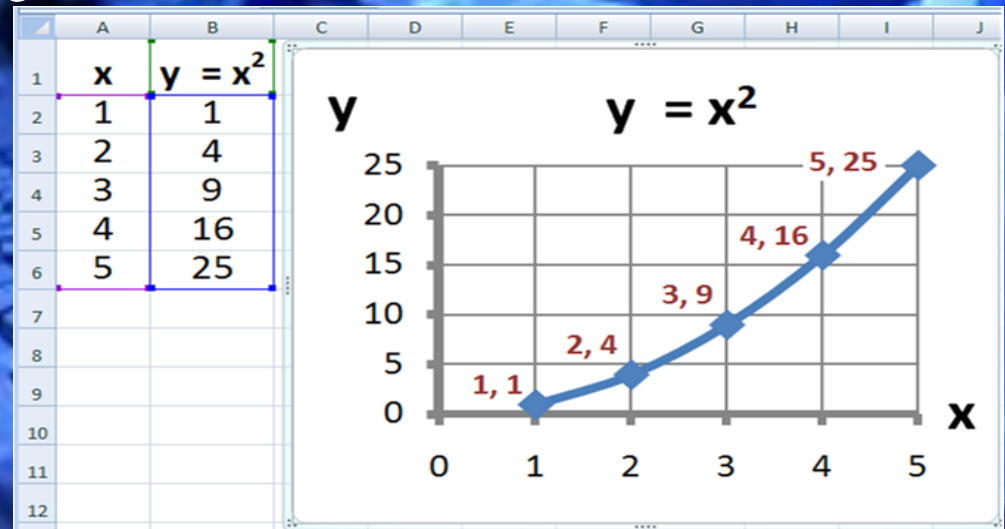 A B C D E F G H I J
1 x y = x²
2 1 1
3 2 4
4 3 9
5 4 16
6 5 25
7
8
9
10
11
12
y y = x²
25
20
15
10
5
0
5, 25
4, 16
3, 9
2, 4
1, 1
x
0 1 2 3 4 5